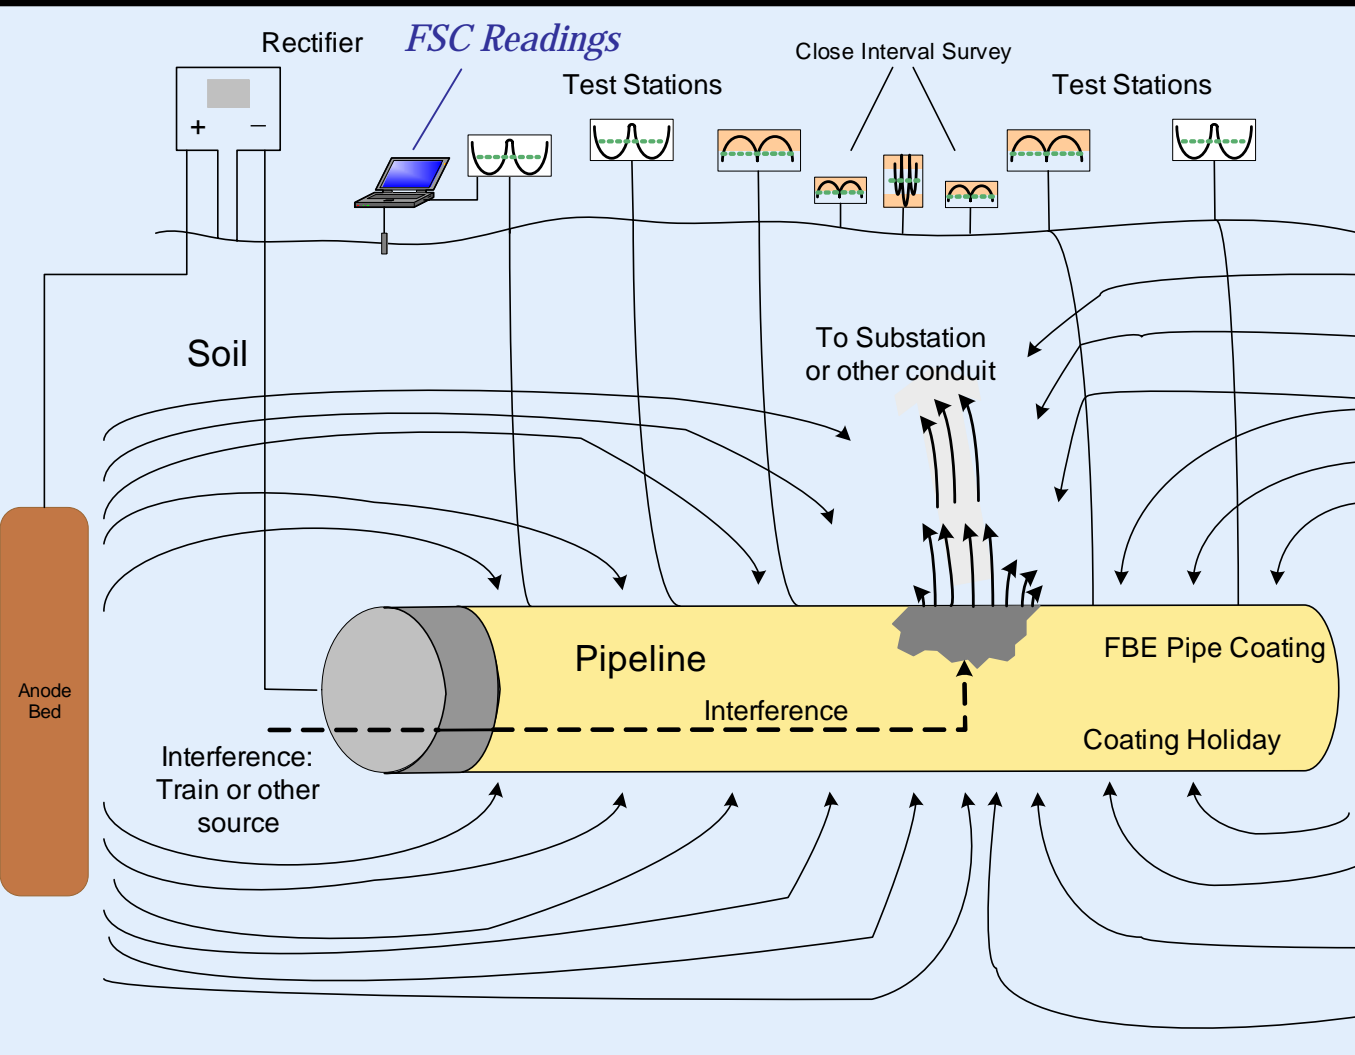 Rectifier
FSC Readings
Close Interval Survey
Test Stations
Test Stations
+ –
To Substation
or other conduit
Soil
Pipeline
FBE Pipe Coating
Anode
Bed
Interference
Coating Holiday
Interference:
Train or other
source